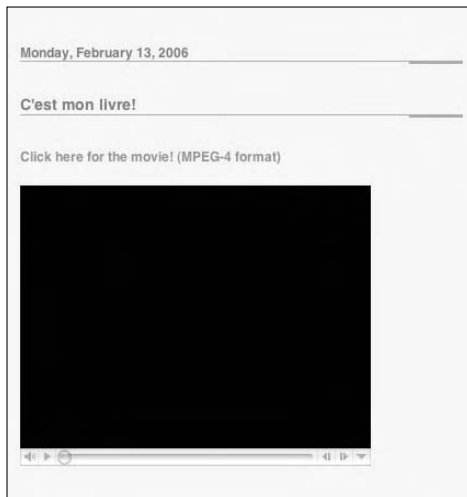 Monday, February 13, 2006
C'est mon livre!
Click here for the movie! (MPEG-4 format)